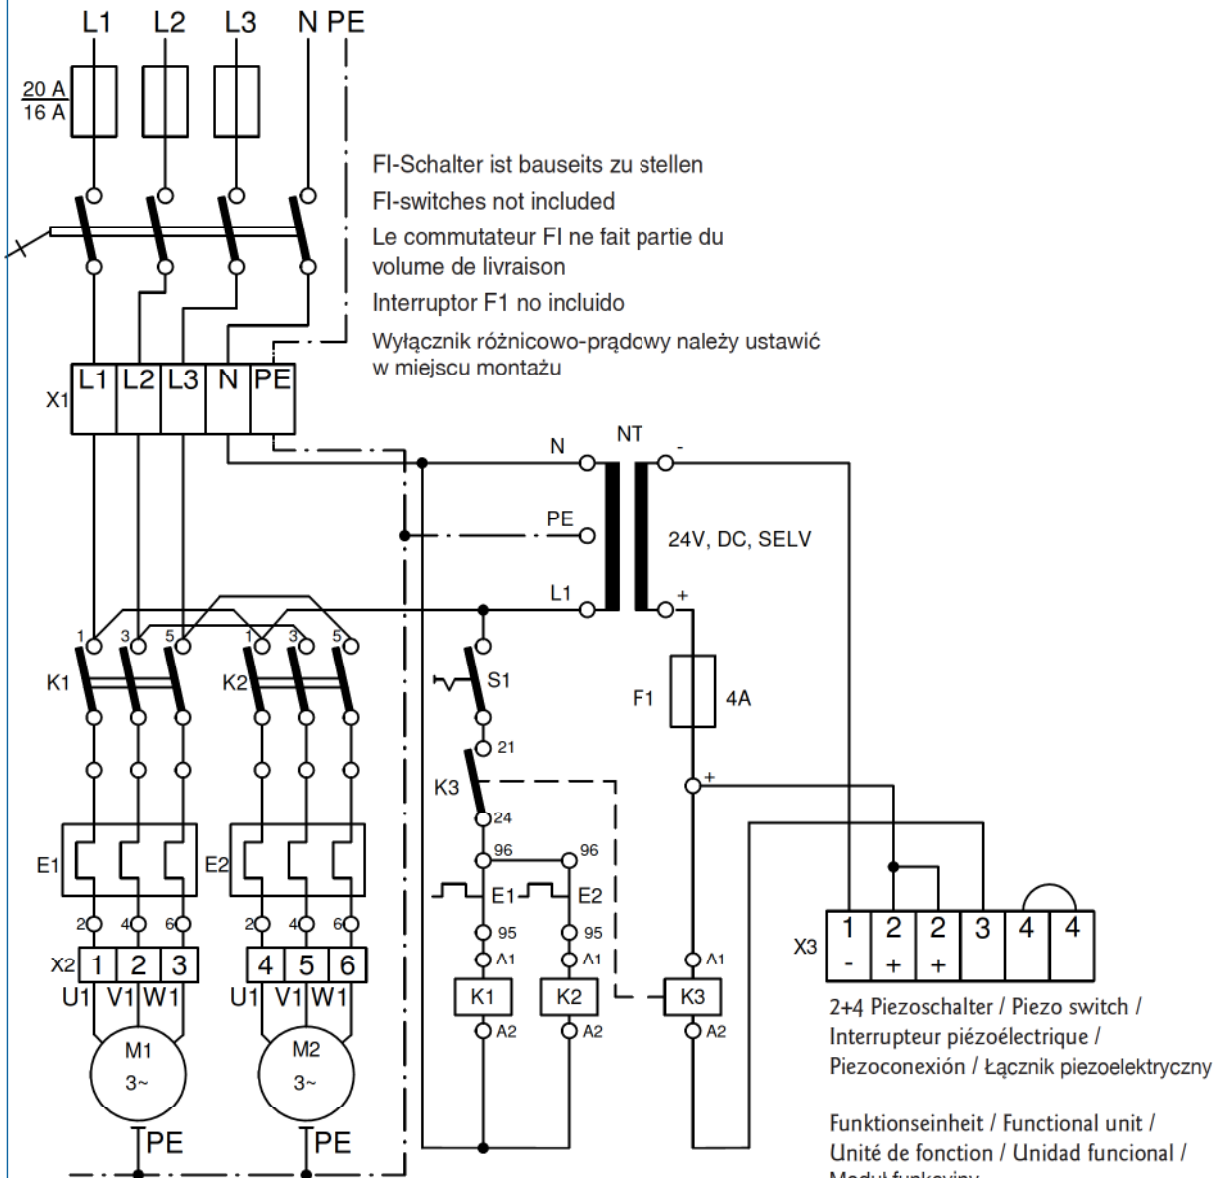 L1 L2 L3 N PE
20 A
16 A
FI-Schalter ist bauseits zu stellen
FI-switches not included
Le commutateur FI ne fait partie du
volume de livraison
Interruptor F1 no incluido
Wyłącznik różnicowo-prądowy należy ustawić
w miejscu montażu
X1 L1 L2 L3 N PE
N NT -
PE 24V, DC, SELV
L1 +
1 3 5 1 3 5
K1 K2 S1 F1 4A
21
K3 +
24
96 96
E1 E2 E1 E2
2 4 6 2 4 6 95 95
X2 1 2 3 4 5 6 A1 A1 A1
K1 K2 K3
U1 V1 W1 U1 V1 W1
A2 A2 A2
M1 M2
3~ 3~
PE PE
X3 1 2 2 3 4 4
- + +
2+4 Piezoschalter / Piezo switch /
Interrupteur piézoélectrique /
Piezoconexión / Łącznik piezoelektryczny
Funktionseinheit / Functional unit /
Unité de fonction / Unidad funcional /